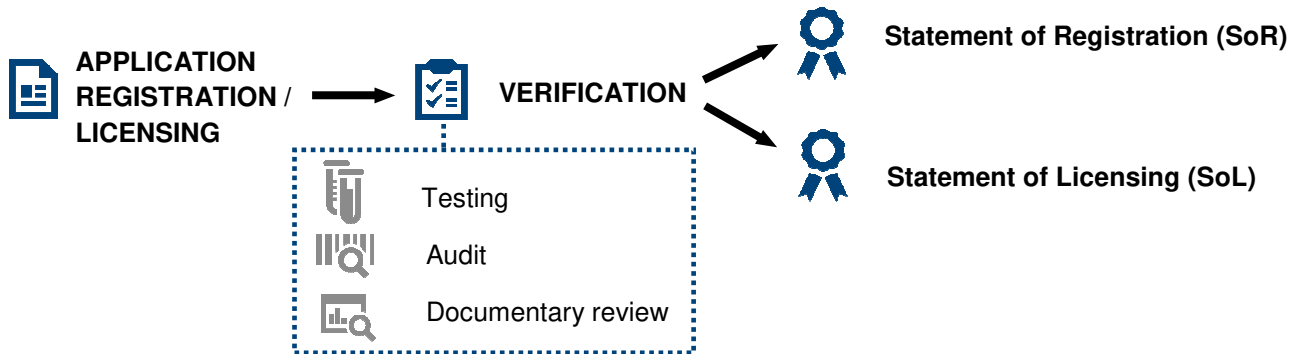 APPLICATION
REGISTRATION /
LICENSING
VERIFICATION
Statement of Registration (SoR)
Statement of Licensing (SoL)
Testing
Audit
Documentary review